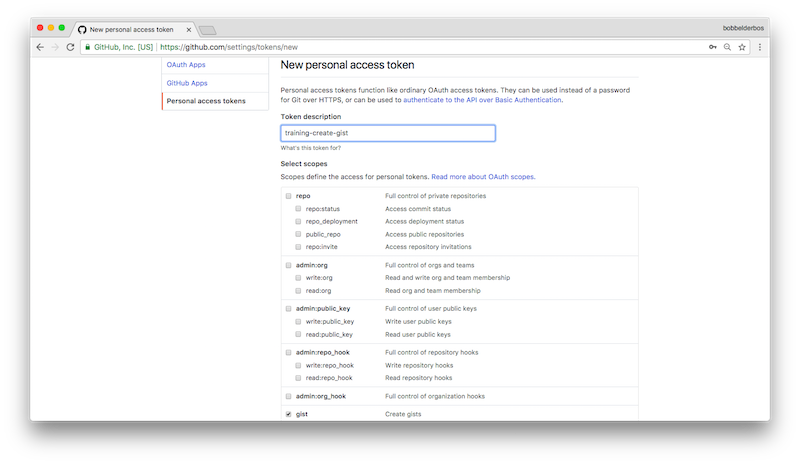 New personal access token
bobbelderbos
GitHub, Inc. [US] | https://github.com/settings/tokens/new
OAuth Apps
GitHub Apps
Personal access tokens
New personal access token
Personal access tokens function like ordinary OAuth access tokens. They can be used instead of a password
for Git over HTTPS, or can be used to authenticate to the API over Basic Authentication.
Token description
training-create-gist
What's this token for?
Select scopes
Scopes define the access for personal tokens. Read more about OAuth scopes.
repo Full control of private repositories
repo:status Access commit status
repo_deployment Access deployment status
public_repo Access public repositories
repo:invite Access repository invitations
admin:org Full control of orgs and teams
write:org Read and write org and team membership
read:org Read org and team membership
admin:public_key Full control of user public keys
write:public_key Write user public keys
read:public_key Read user public keys
admin:repo_hook Full control of repository hooks
write:repo_hook Write repository hooks
read:repo_hook Read repository hooks
admin:org_hook Full control of organization hooks
gist Create gists